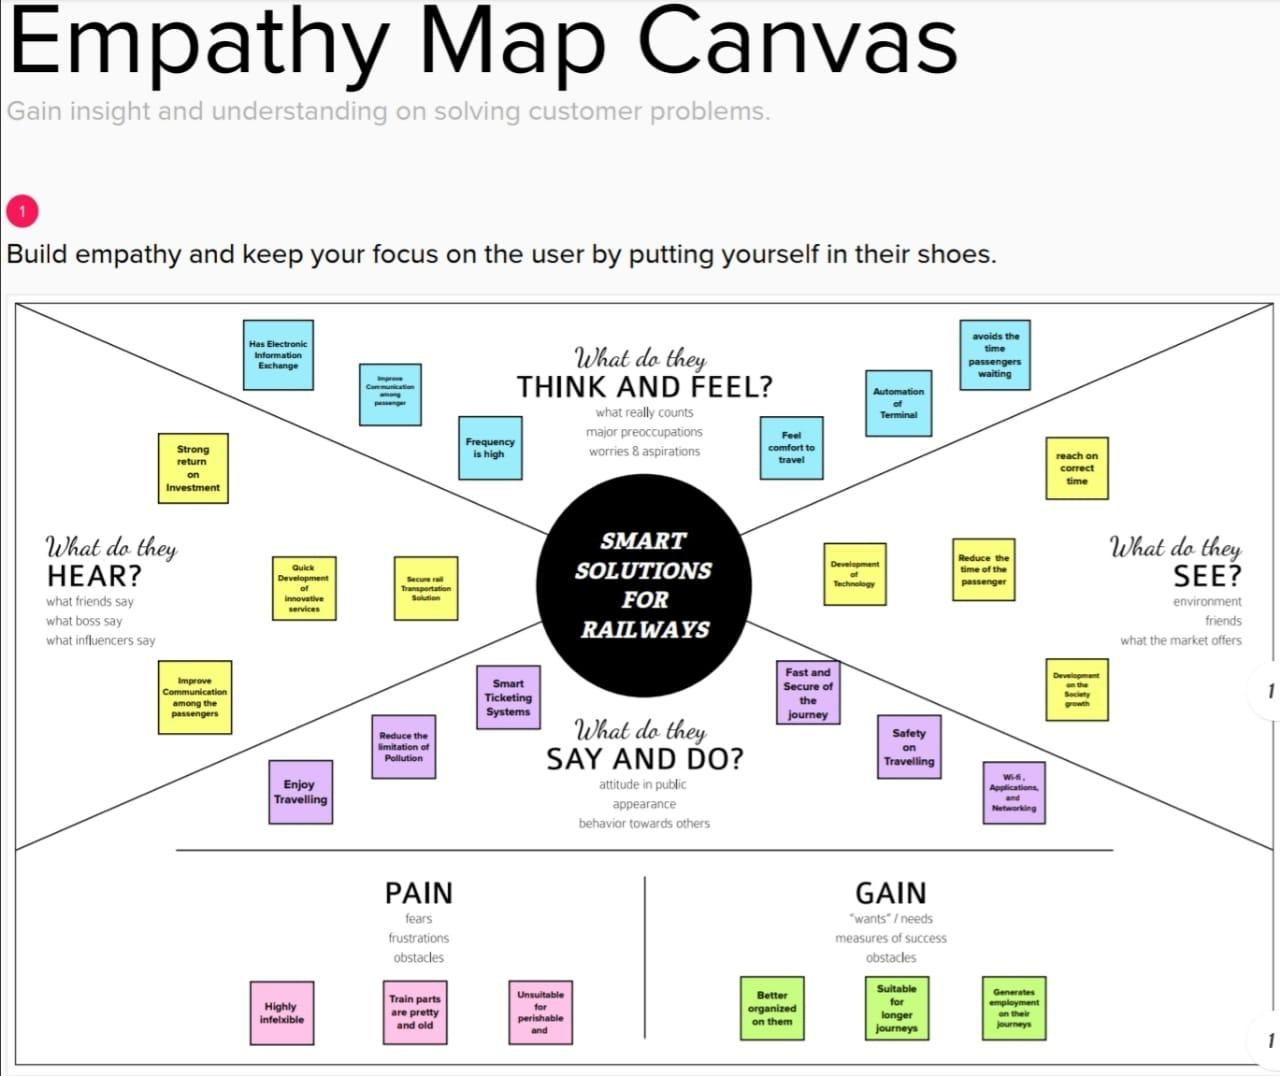 Empathy Map Canvas
Gain insight and understanding on solving customer problems.
1
Build empathy and keep your focus on the user by putting yourself in their shoes.
Has Electronic
Information
Exchange
Improve
Communication
among
passenger
Frequency
is high
What do they
THINK AND FEEL?
what really counts
major preoccupations
worries & aspirations
Feel
comfort to
travel
Automation
of
Terminal
avoids the
time
passengers
waiting
Strong
return
on
Investment
What do they
HEAR?
what friends say
what boss say
what influencers say
Quick
Development
of
innovative
services
Secure rail
Transportation
Solution
Improve
Communication
among the
passengers
SMART
SOLUTIONS
FOR
RAILWAYS
reach on
correct
time
Development
of
Technology
Reduce the
time of the
passenger
What do they
SEE?
environment
friends
what the market offers
Development
on the
Society
growth
1
Smart
Ticketing
Systems
Reduce the
limitation of
Pollution
Enjoy
Travelling
What do they
SAY AND DO?
attitude in public
appearance
behavior towards others
Fast and
Secure of
the
journey
Safety
on
Travelling
Wi-fi,
Applications,
and
Networking
PAIN
fears
frustrations
obstacles
Highly
infelxible
Train parts
are pretty
and old
Unsuitable
for
perishable
and
GAIN
"wants" / needs
measures of success
obstacles
Better
organized
on them
Suitable
for
longer
journeys
Generates
employment
on their
journeys
1